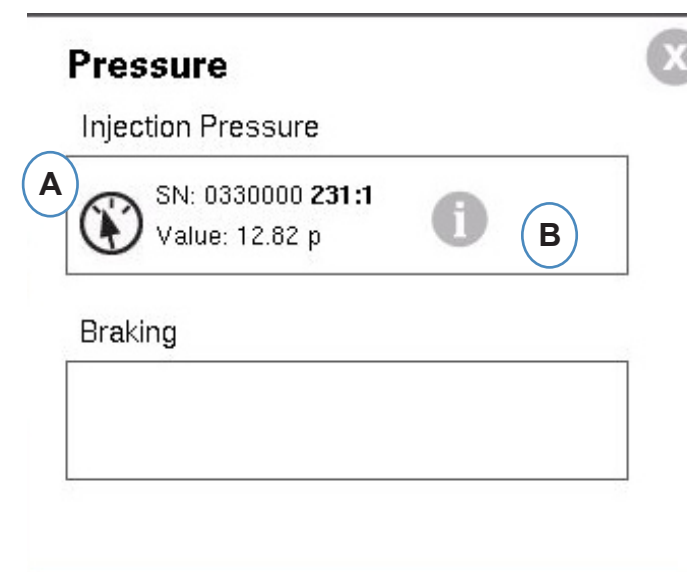 Pressure
X
Injection Pressure
A
SN: 0330000 231:1
i
Value: 12.82 p
B
Braking